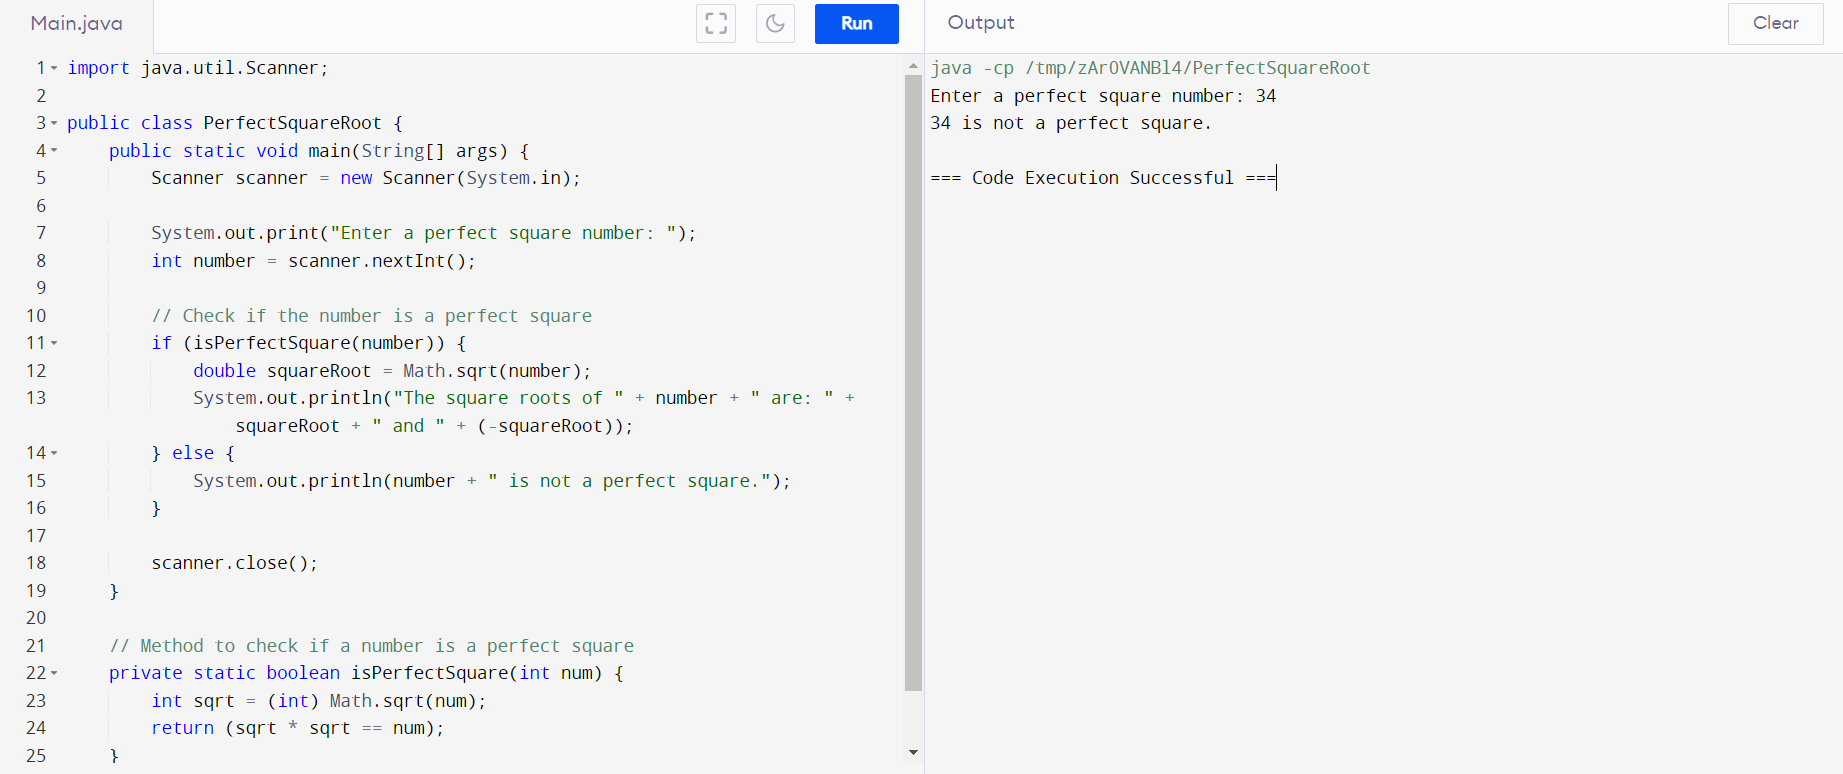 Main.java
Run
1 import java.util.Scanner;
2
3 public class PerfectSquareRoot {
4     public static void main(String[] args) {
5         Scanner scanner = new Scanner(System.in);
6
7         System.out.print("Enter a perfect square number: ");
8         int number = scanner.nextInt();
9
10         // Check if the number is a perfect square
11         if (isPerfectSquare(number)) {
12             double squareRoot = Math.sqrt(number);
13             System.out.println("The square roots of " + number + " are: " +
                squareRoot + " and " + (-squareRoot));
14         } else {
15             System.out.println(number + " is not a perfect square.");
16         }
17
18         scanner.close();
19     }
20
21     // Method to check if a number is a perfect square
22     private static boolean isPerfectSquare(int num) {
23         int sqrt = (int) Math.sqrt(num);
24         return (sqrt * sqrt == num);
25     }
Output
Clear
java -cp /tmp/zArOVANBl4/PerfectSquareRoot
Enter a perfect square number: 34
34 is not a perfect square.
=== Code Execution Successful ===